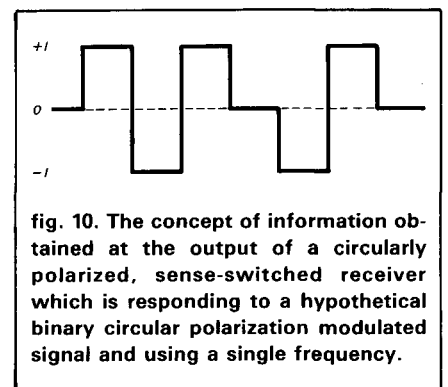 +1
0
-1
fig. 10. The concept of information ob-
tained at the output of a circularly
polarized, sense-switched receiver
which is responding to a hypothetical
binary circular polarization modulated
signal and using a single frequency.